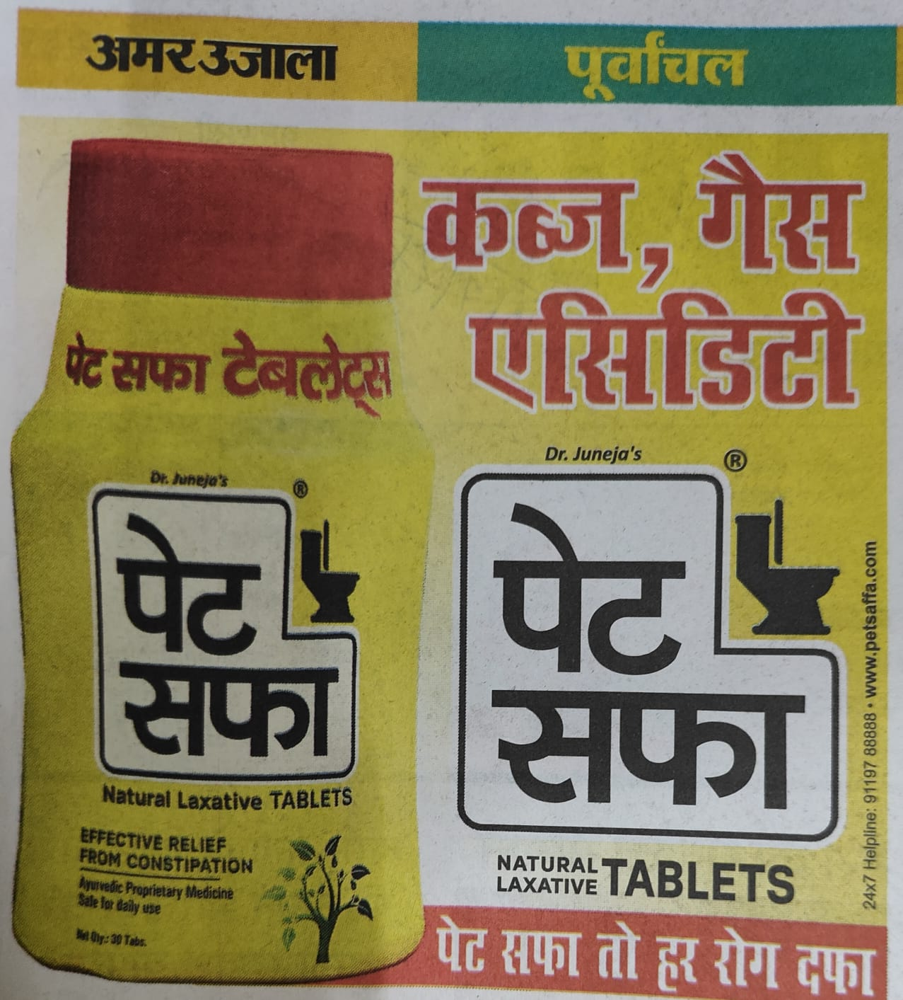 अमर उजाला
पूर्वांचल
कब्ज, गैस
एसिडिटी
पेट सफा टेबलेट्स
Dr. Juneja's
®
पेट
सफा
Natural Laxative TABLETS
EFFECTIVE RELIEF
FROM CONSTIPATION
Ayurvedic Proprietary Medicine
Safe for daily use
Net Qty.: 30 Tabs.
Dr. Juneja's
®
पेट
सफा
NATURAL
LAXATIVE TABLETS
24x7 Helpline: 91197 88888 • www.petsaffa.com
पेट सफा तो हर रोग दफा